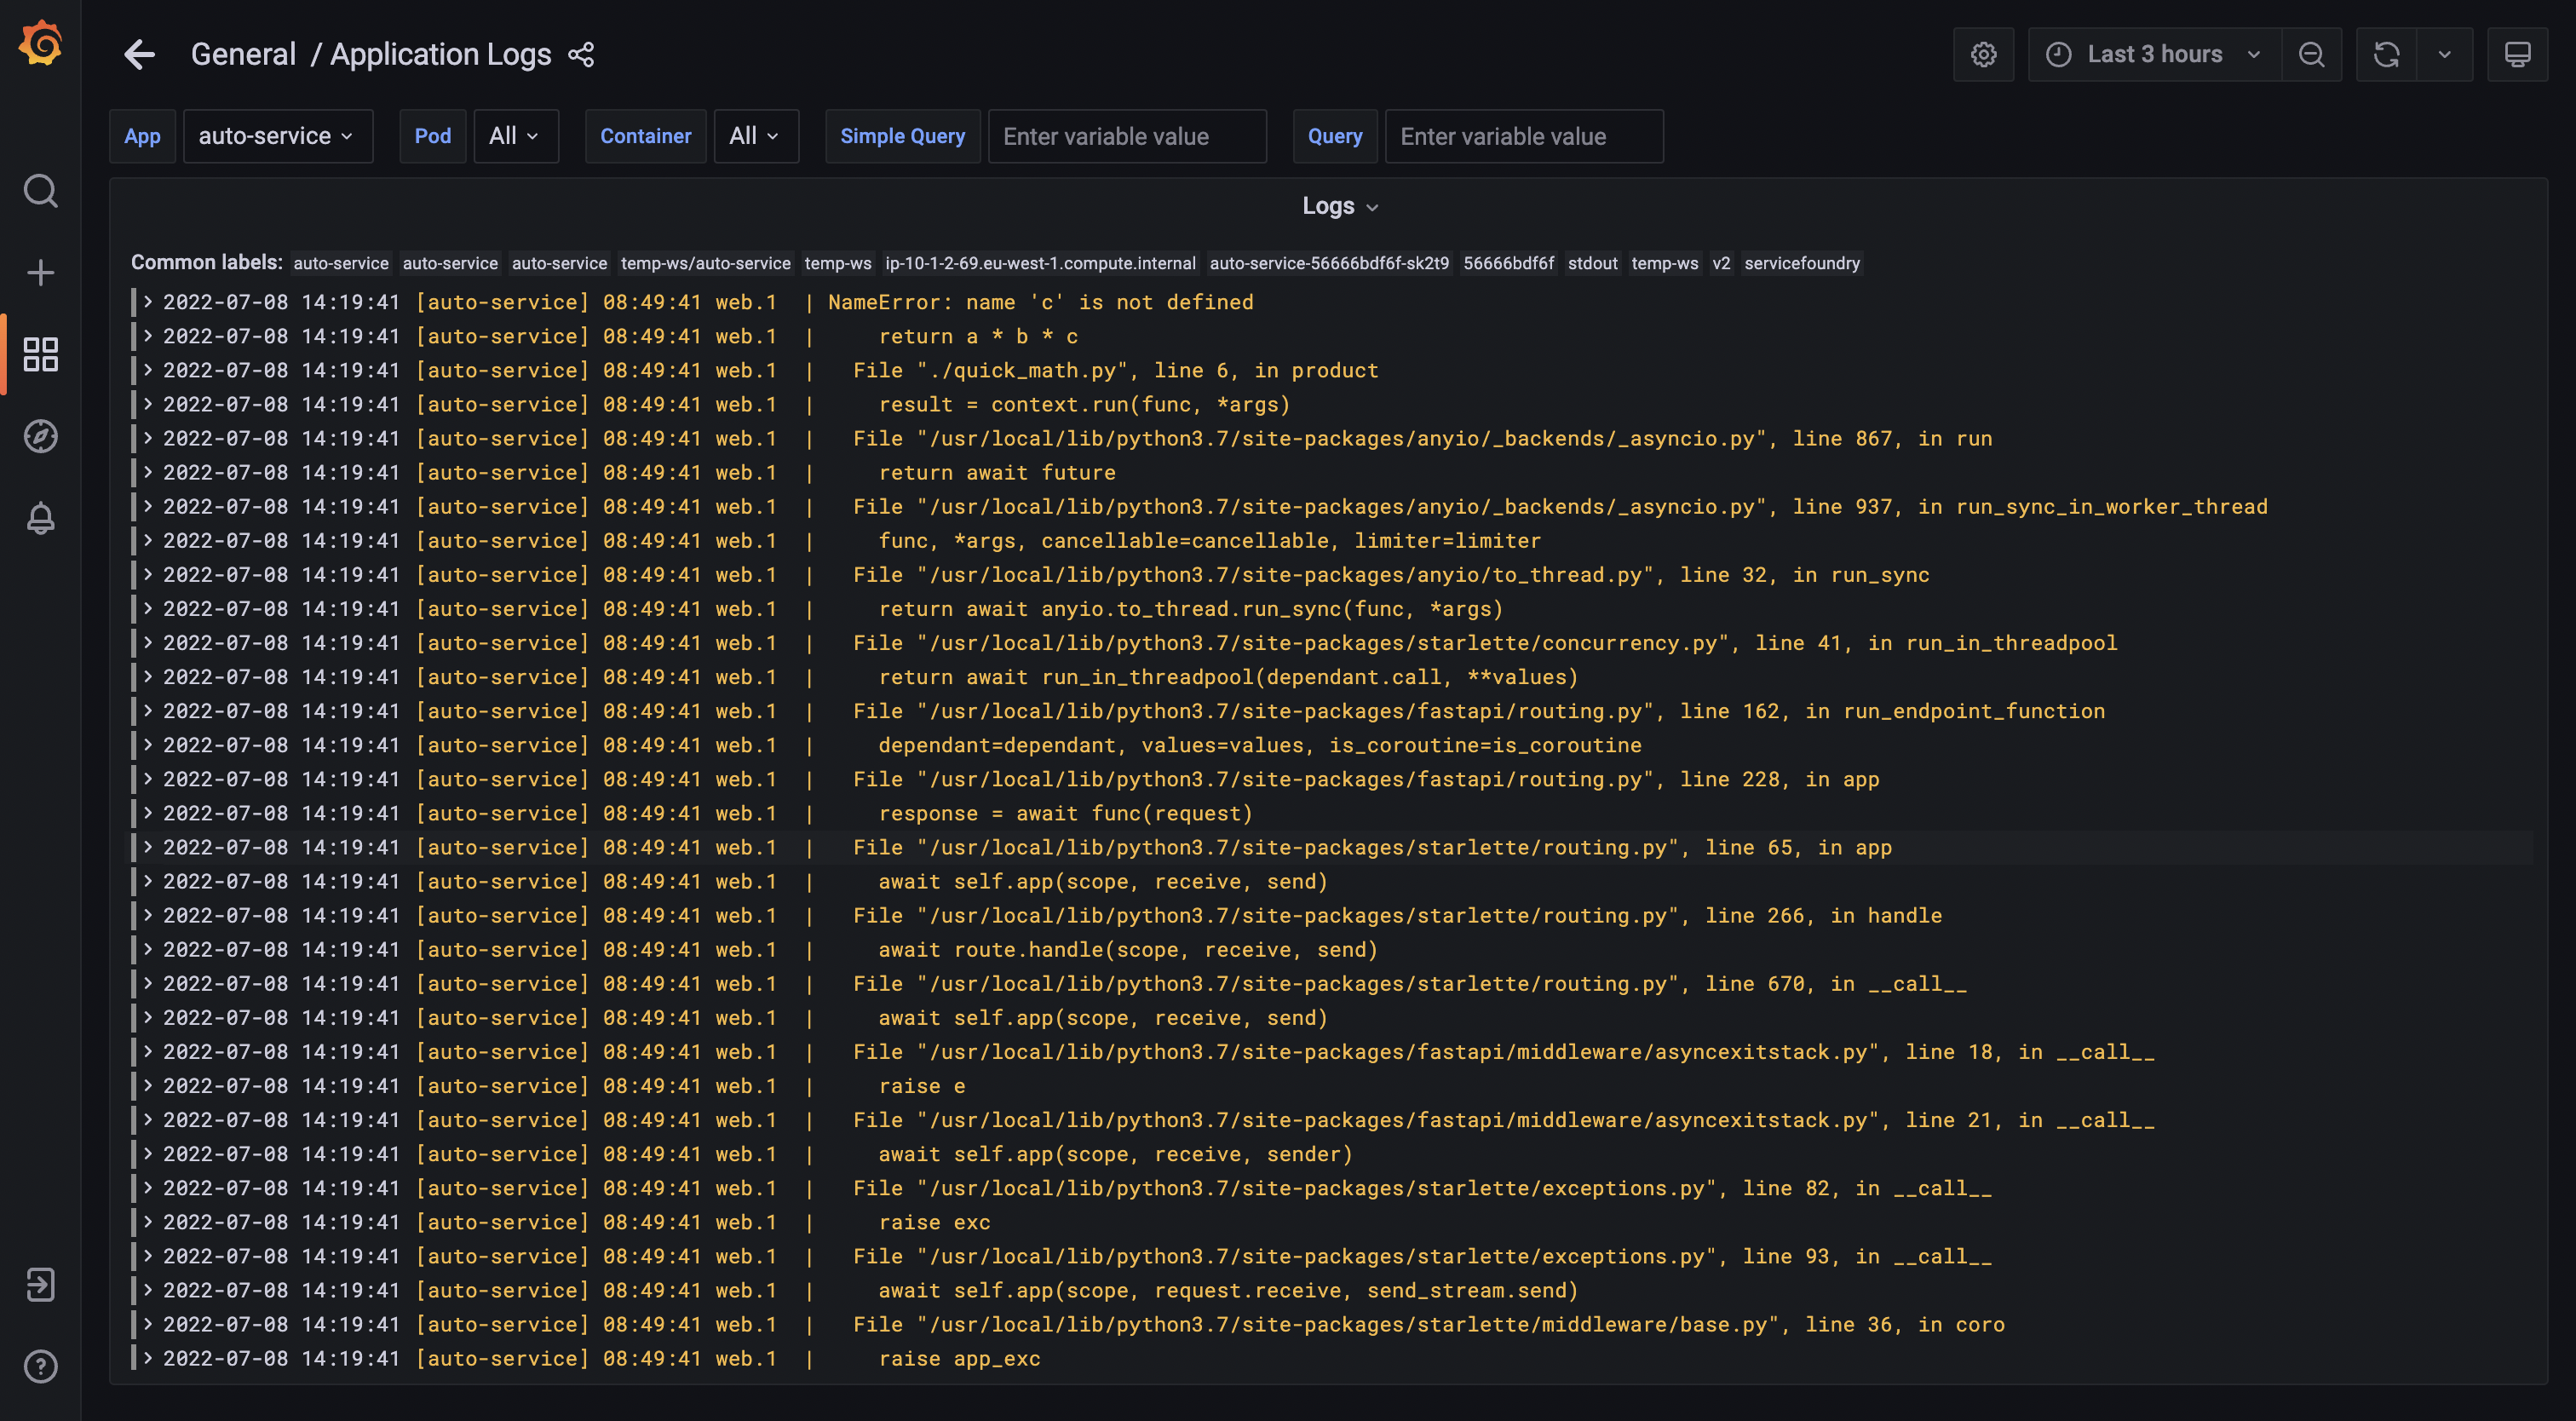 General / Application Logs
Last 3 hours
App auto-service Pod All Container All Simple Query Enter variable value Query Enter variable value
Logs
Common labels: auto-service auto-service auto-service temp-ws/auto-service temp-ws ip-10-1-2-69.eu-west-1.compute.internal auto-service-56666bdf6f-sk2t9 56666bdf6f stdout temp-ws v2 servicefoundry
> 2022-07-08 14:19:41 [auto-service] 08:49:41 web.1 | NameError: name 'c' is not defined
> 2022-07-08 14:19:41 [auto-service] 08:49:41 web.1 | return a * b * c
> 2022-07-08 14:19:41 [auto-service] 08:49:41 web.1 | File "./quick_math.py", line 6, in product
> 2022-07-08 14:19:41 [auto-service] 08:49:41 web.1 | result = context.run(func, *args)
> 2022-07-08 14:19:41 [auto-service] 08:49:41 web.1 | File "/usr/local/lib/python3.7/site-packages/anyio/_backends/_asyncio.py", line 867, in run
> 2022-07-08 14:19:41 [auto-service] 08:49:41 web.1 | return await future
> 2022-07-08 14:19:41 [auto-service] 08:49:41 web.1 | File "/usr/local/lib/python3.7/site-packages/anyio/_backends/_asyncio.py", line 937, in run_sync_in_worker_thread
> 2022-07-08 14:19:41 [auto-service] 08:49:41 web.1 | func, *args, cancellable=cancellable, limiter=limiter
> 2022-07-08 14:19:41 [auto-service] 08:49:41 web.1 | File "/usr/local/lib/python3.7/site-packages/anyio/to_thread.py", line 32, in run_sync
> 2022-07-08 14:19:41 [auto-service] 08:49:41 web.1 | return await anyio.to_thread.run_sync(func, *args)
> 2022-07-08 14:19:41 [auto-service] 08:49:41 web.1 | File "/usr/local/lib/python3.7/site-packages/starlette/concurrency.py", line 41, in run_in_threadpool
> 2022-07-08 14:19:41 [auto-service] 08:49:41 web.1 | return await run_in_threadpool(dependant.call, **values)
> 2022-07-08 14:19:41 [auto-service] 08:49:41 web.1 | File "/usr/local/lib/python3.7/site-packages/fastapi/routing.py", line 162, in run_endpoint_function
> 2022-07-08 14:19:41 [auto-service] 08:49:41 web.1 | dependant=dependant, values=values, is_coroutine=is_coroutine
> 2022-07-08 14:19:41 [auto-service] 08:49:41 web.1 | File "/usr/local/lib/python3.7/site-packages/fastapi/routing.py", line 228, in app
> 2022-07-08 14:19:41 [auto-service] 08:49:41 web.1 | response = await func(request)
> 2022-07-08 14:19:41 [auto-service] 08:49:41 web.1 | File "/usr/local/lib/python3.7/site-packages/starlette/routing.py", line 65, in app
> 2022-07-08 14:19:41 [auto-service] 08:49:41 web.1 | await self.app(scope, receive, send)
> 2022-07-08 14:19:41 [auto-service] 08:49:41 web.1 | File "/usr/local/lib/python3.7/site-packages/starlette/routing.py", line 266, in handle
> 2022-07-08 14:19:41 [auto-service] 08:49:41 web.1 | await route.handle(scope, receive, send)
> 2022-07-08 14:19:41 [auto-service] 08:49:41 web.1 | File "/usr/local/lib/python3.7/site-packages/starlette/routing.py", line 670, in __call__
> 2022-07-08 14:19:41 [auto-service] 08:49:41 web.1 | await self.app(scope, receive, send)
> 2022-07-08 14:19:41 [auto-service] 08:49:41 web.1 | File "/usr/local/lib/python3.7/site-packages/fastapi/middleware/asyncexitstack.py", line 18, in __call__
> 2022-07-08 14:19:41 [auto-service] 08:49:41 web.1 | raise e
> 2022-07-08 14:19:41 [auto-service] 08:49:41 web.1 | File "/usr/local/lib/python3.7/site-packages/fastapi/middleware/asyncexitstack.py", line 21, in __call__
> 2022-07-08 14:19:41 [auto-service] 08:49:41 web.1 | await self.app(scope, receive, sender)
> 2022-07-08 14:19:41 [auto-service] 08:49:41 web.1 | File "/usr/local/lib/python3.7/site-packages/starlette/exceptions.py", line 82, in __call__
> 2022-07-08 14:19:41 [auto-service] 08:49:41 web.1 | raise exc
> 2022-07-08 14:19:41 [auto-service] 08:49:41 web.1 | File "/usr/local/lib/python3.7/site-packages/starlette/exceptions.py", line 93, in __call__
> 2022-07-08 14:19:41 [auto-service] 08:49:41 web.1 | await self.app(scope, request.receive, send_stream.send)
> 2022-07-08 14:19:41 [auto-service] 08:49:41 web.1 | File "/usr/local/lib/python3.7/site-packages/starlette/middleware/base.py", line 36, in coro
> 2022-07-08 14:19:41 [auto-service] 08:49:41 web.1 | raise app_exc